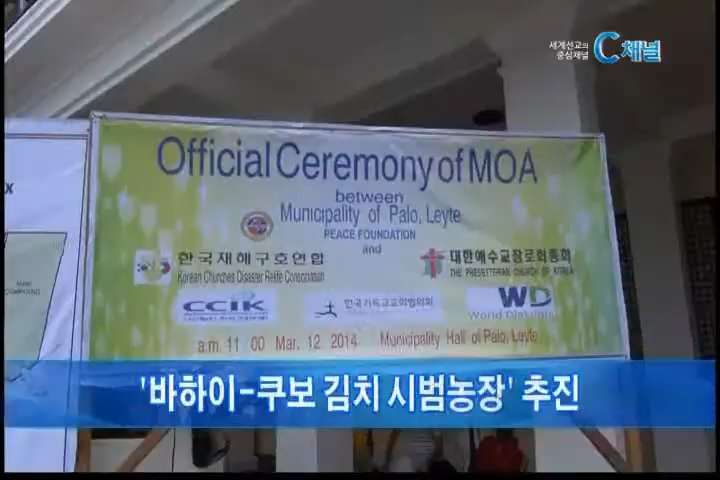 세계선교의
중심채널
C채널
Official Ceremony of MOA
between
Municipality of Palo, Leyte
PEACE FOUNDATION
and
한국재해구호연합
Korean Churches Disaster Relife
대한예수교장로회총회
THE PRESBYTERIAN CHURCH OF KOREA
CCIK
한국기독교교회협의회
WD
World Diakonia
a.m. 11 00 Mar. 12 2014 Municipality Hall of Palo, Leyte
'바하이-쿠보 김치 시범농장' 추진